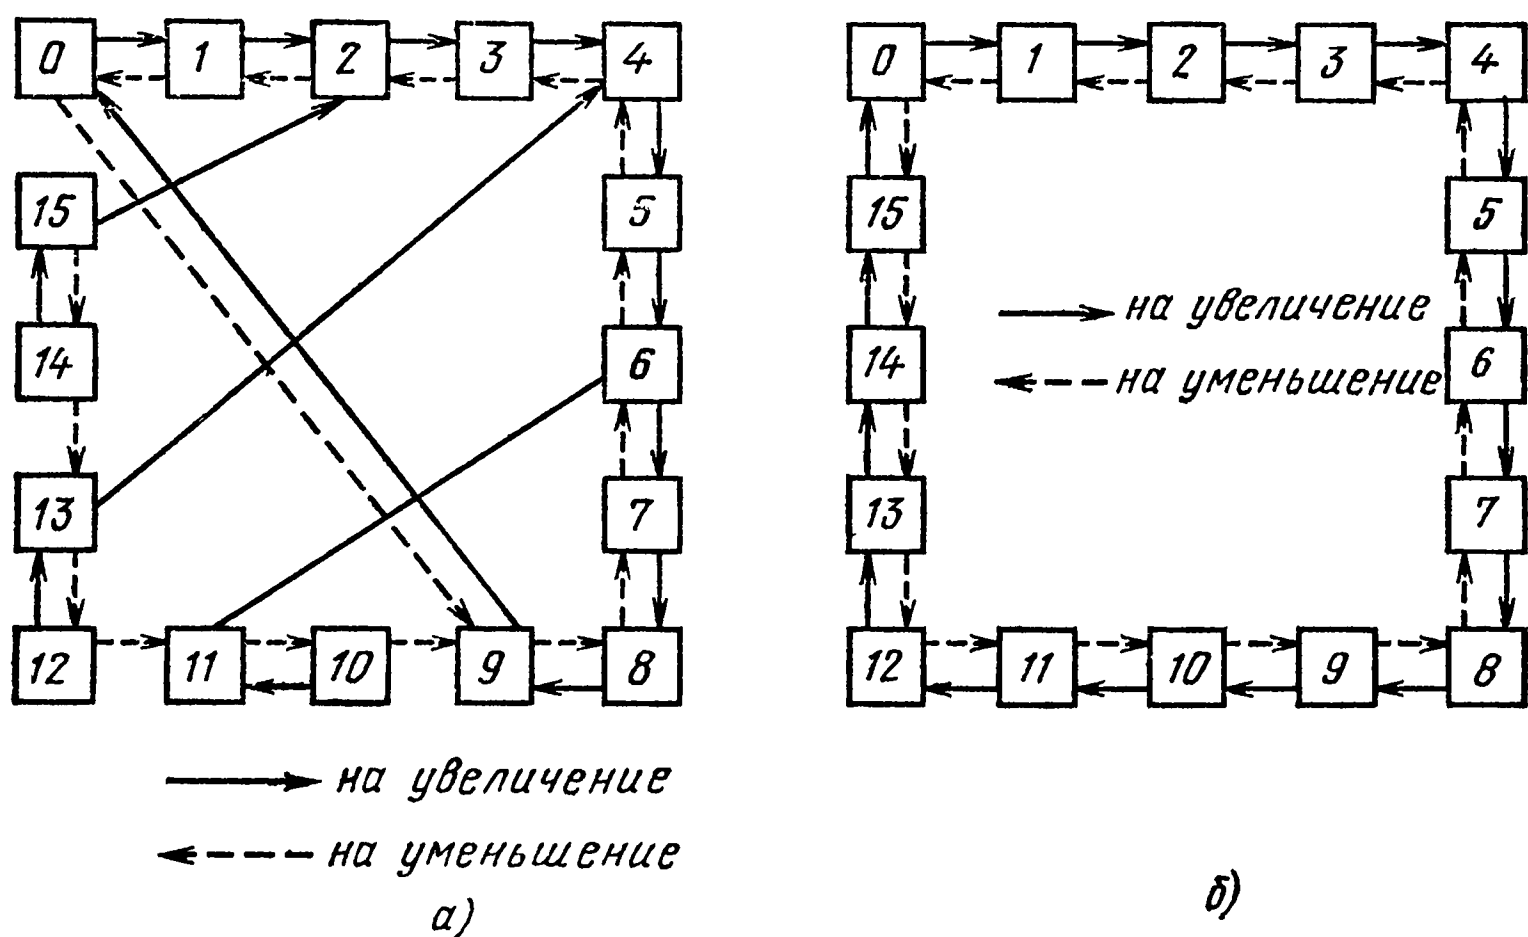 0 1 2 3 4
15 5
14 6
13 7
12 11 10 9 8
на увеличение
на уменьшение
а)
0 1 2 3 4
15 5
14 6
13 7
12 11 10 9 8
на увеличение
на уменьшение
б)